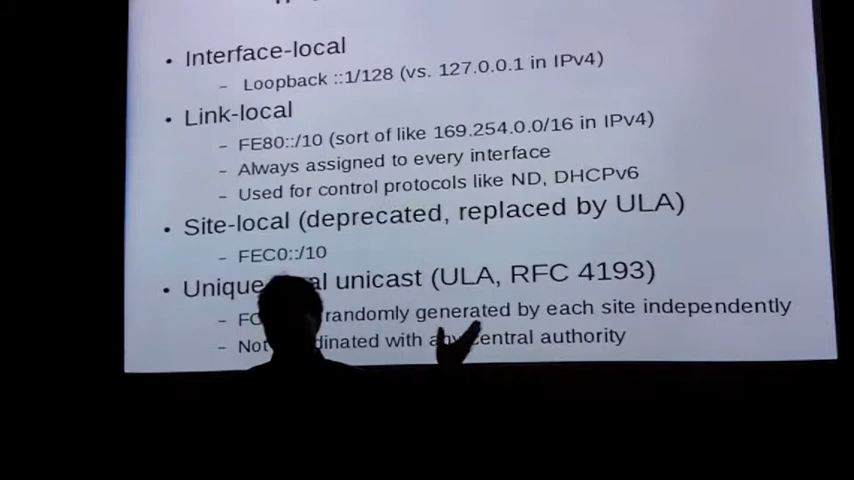 • Interface-local
– Loopback ::1/128 (vs. 127.0.0.1 in IPv4)
• Link-local
– FE80::/10 (sort of like 169.254.0.0/16 in IPv4)
– Always assigned to every interface
– Used for control protocols like ND, DHCPv6
• Site-local (deprecated, replaced by ULA)
– FEC0::/10
• Unique unicast (ULA, RFC 4193)
– randomly generated by each site independently
– Not with any central authority